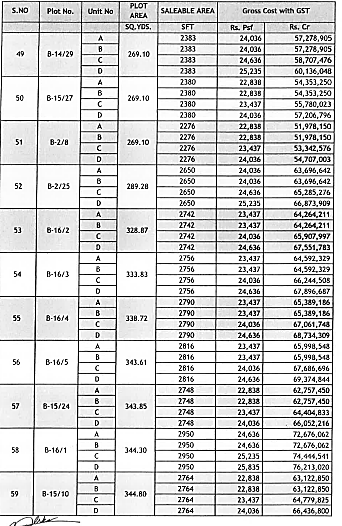 S.NO Plot No. Unit No PLOT AREA SALEABLE AREA Gross Cost with GST
SQ.YDS. SFT Rs. Psf Rs. Cr
49 B-14/29 269.10
A 2383 24,036 57,278,905
B 2383 24,036 57,278,905
C 2383 24,636 58,707,476
D 2383 25,235 60,136,048
50 B-15/27 269.10
A 2380 22,838 54,353,250
B 2380 22,838 54,353,250
C 2380 23,437 55,780,023
D 2380 24,036 57,206,796
51 B-2/8 269.10
A 2276 22,838 51,978,150
B 2276 22,838 51,978,150
C 2276 23,437 53,342,576
D 2276 24,036 54,707,003
52 B-2/25 289.28
A 2650 24,036 63,696,642
B 2650 24,036 63,696,642
C 2650 24,636 65,285,276
D 2650 25,235 66,873,909
53 B-16/2 328.87
A 2742 23,437 64,264,211
B 2742 23,437 64,264,211
C 2742 24,036 65,907,997
D 2742 24,636 67,551,783
54 B-16/3 333.83
A 2756 23,437 64,592,329
B 2756 23,437 64,592,329
C 2756 24,036 66,244,508
D 2756 24,636 67,896,687
55 B-16/4 338.72
A 2790 23,437 65,389,186
B 2790 23,437 65,389,186
C 2790 24,036 67,061,748
D 2790 24,636 68,734,309
56 B-16/5 343.61
A 2816 23,437 65,998,548
B 2816 23,437 65,998,548
C 2816 24,036 67,686,696
D 2816 24,636 69,374,844
57 B-15/24 343.85
A 2748 22,838 62,757,450
B 2748 22,838 62,757,450
C 2748 23,437 64,404,833
D 2748 24,036 66,052,216
58 B-16/1 344.30
A 2950 24,636 72,676,062
B 2950 24,636 72,676,062
C 2950 25,235 74,444,541
D 2950 25,835 76,213,020
59 B-15/10 344.80
A 2764 22,838 63,122,850
B 2764 22,838 63,122,850
C 2764 23,437 64,779,825
D 2764 24,036 66,436,800